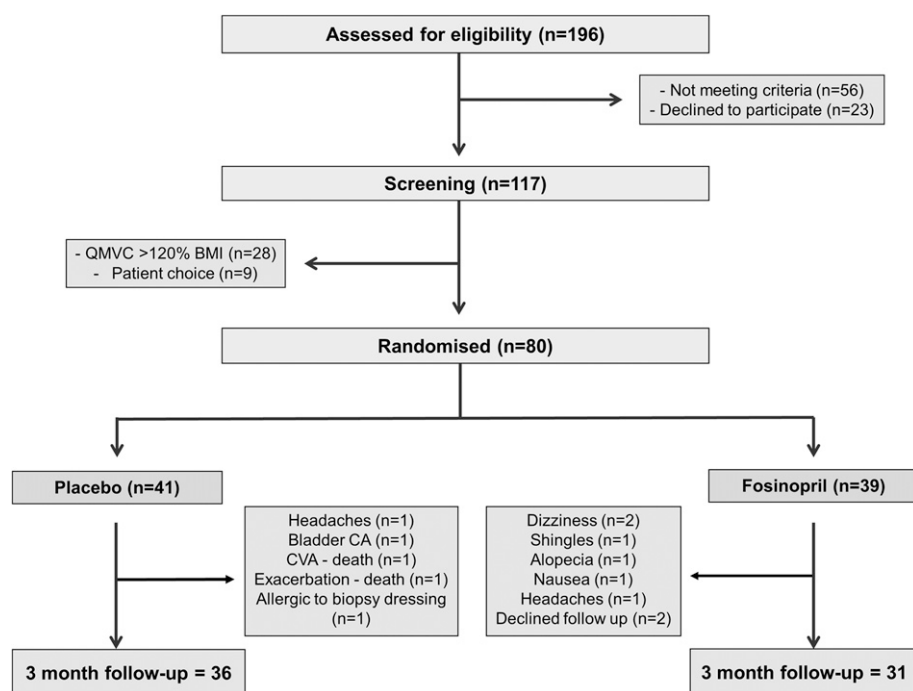 Assessed for eligibility (n=196)
- Not meeting criteria (n=56)
- Declined to participate (n=23)
Screening (n=117)
- QMVC >120% BMI (n=28)
- Patient choice (n=9)
Randomised (n=80)
Placebo (n=41)
Fosinopril (n=39)
Headaches (n=1)
Bladder CA (n=1)
CVA - death (n=1)
Exacerbation - death (n=1)
Allergic to biopsy dressing
(n=1)
Dizziness (n=2)
Shingles (n=1)
Alopecia (n=1)
Nausea (n=1)
Headaches (n=1)
Declined follow up (n=2)
3 month follow-up = 36
3 month follow-up = 31